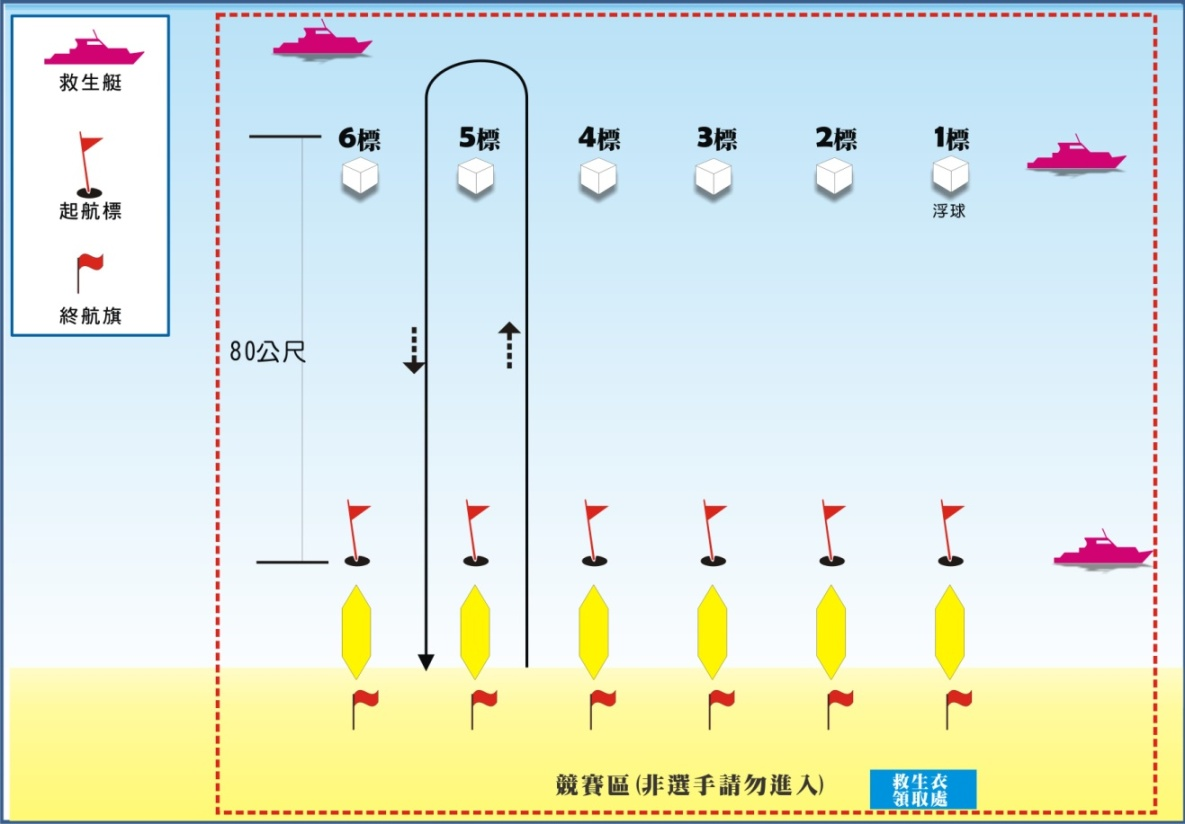 救生艇
起航標
終航旗
6標
5標
4標
3標
2標
1標
浮球
80公尺
競賽區(非選手請勿進入)
救生衣
領取處